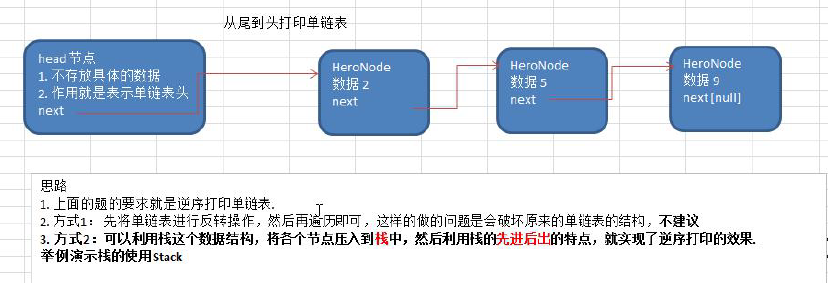 从尾到头打印单链表
head 节点
1. 不存放具体的数据
2. 作用就是表示单链表头
next
HeroNode
数据 2
next
HeroNode
数据 5
next
HeroNode
数据 9
next[null]
思路
1. 上面的题的要求就是逆序打印单链表.
2. 方式1： 先将单链表进行反转操作，然后再遍历即可，这样的做的问题是会破坏原来的单链表的结构，不建议
3. 方式2：可以利用栈这个数据结构，将各个节点压入到栈中，然后利用栈的先进后出的特点，就实现了逆序打印的效果.
举例演示栈的使用Stack